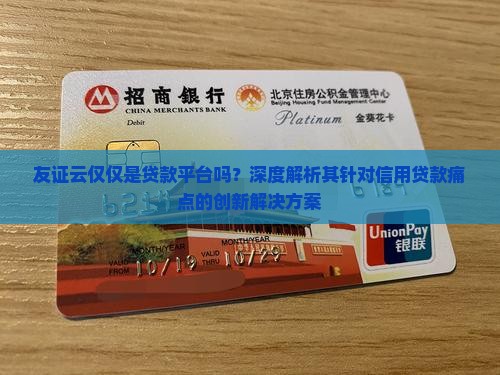 招商银行
CHINA MERCHANTS BANK
Debit
北京住房公积金管理中心
Beijing Housing Fund Management Center
Platinum 金葵花卡
友证云仅仅是贷款平台吗？深度解析其针对信用贷款痛
点的创新解决方案
UnionPay
银联
MONTH/YEAR MONTH/YEAR
VALID FROM 10/19 VALID THRU 10/29